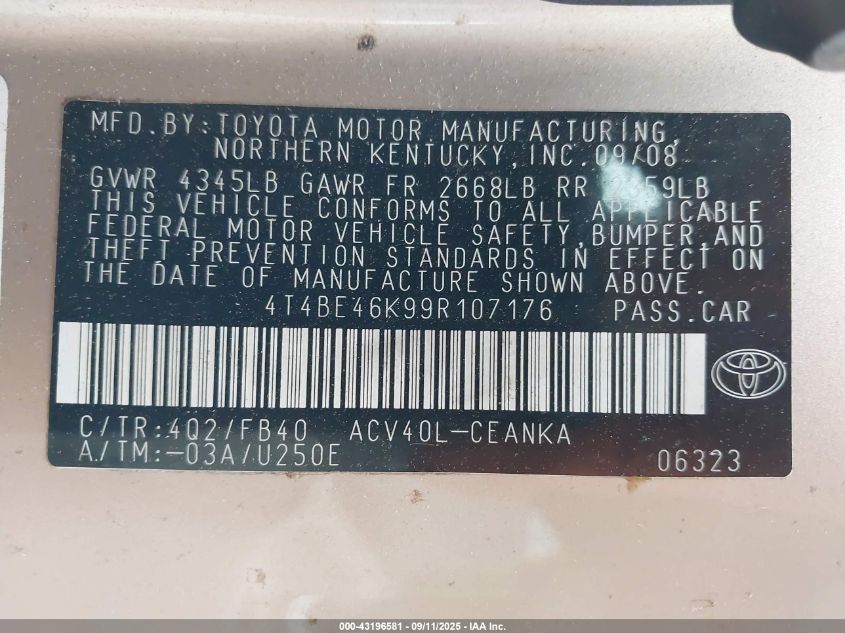 MFD.BY:TOYOTA MOTOR MANUFACTURING,
NORTHERN KENTUCKY,INC.09/08
GVWR 4345LB GAWR FR 2668LB RR 2359LB
THIS VEHICLE CONFORMS TO ALL APPLICABLE
FEDERAL MOTOR VEHICLE SAFETY,BUMPER,AND
THEFT PREVENTION STANDARDS IN EFFECT ON
THE DATE OF MANUFACTURE SHOWN ABOVE.
4T4BE46K99R107176 PASS.CAR
C/TR:4Q2/FB40 ACV40L-CEANKA
A/TM:-03A/U250E 06323
000-43196581 - 09/11/2025 - IAA Inc.